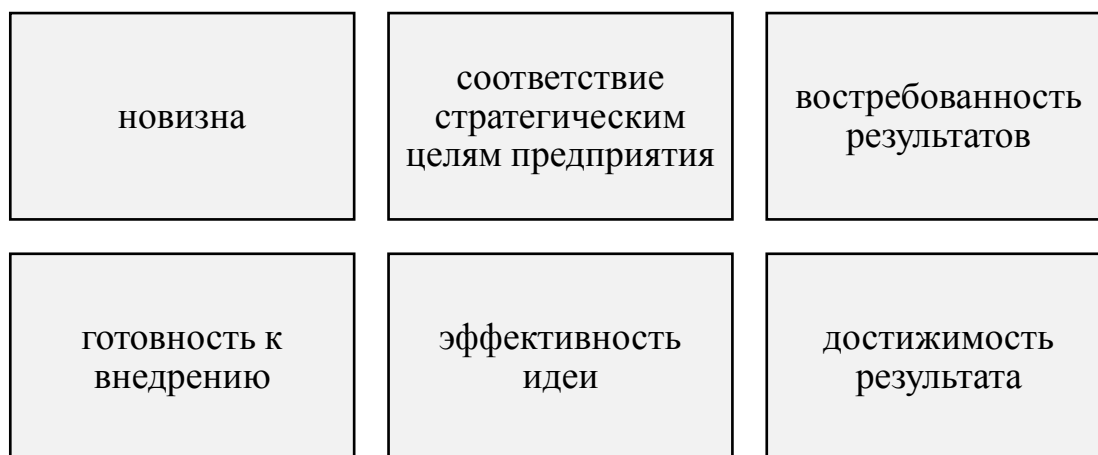 новизна
соответствие
стратегическим
целям предприятия
востребованность
результатов
готовность к
внедрению
эффективность
идеи
достижимость
результата